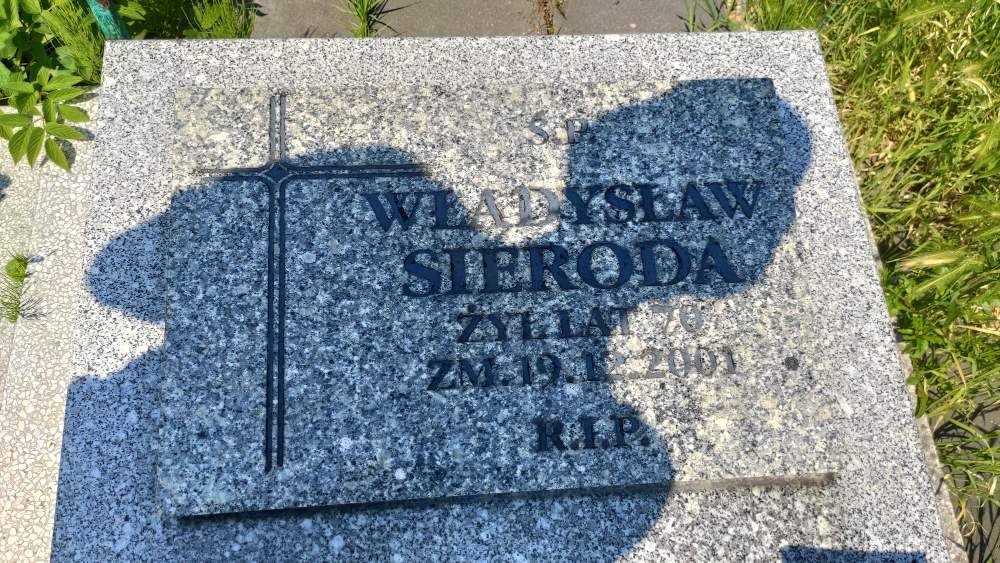 Ś.P.
WŁADYSŁAW
SIERODA
ŻYŁ LAT 70
ZM. 19.12.2001
R.I.P.